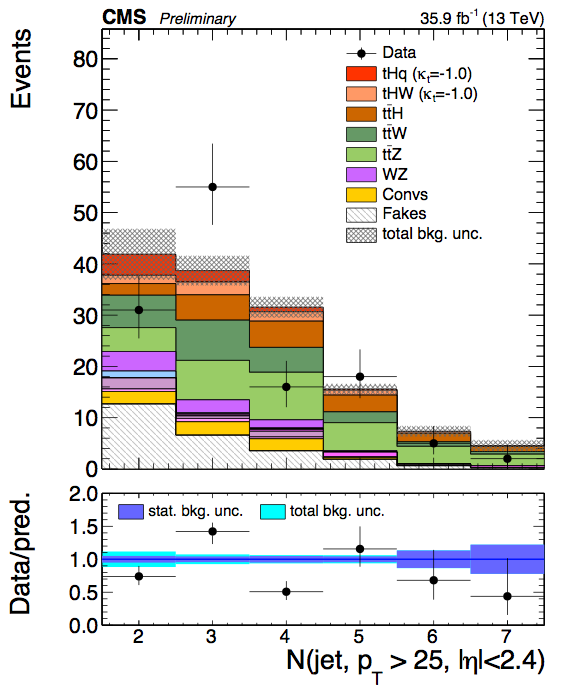 CMS Preliminary 35.9 fb⁻¹ (13 TeV)
Events
80
70
60
50
40
30
20
10
0
Data
tHq (κt=-1.0)
tHW (κt=-1.0)
tt̄H
tt̄W
tt̄Z
WZ
Convs
Fakes
total bkg. unc.
Data/pred.
2.0
1.5
1.0
0.5
0.0
stat. bkg. unc. total bkg. unc.
2 3 4 5 6 7
N(jet, pT > 25, |η|<2.4)